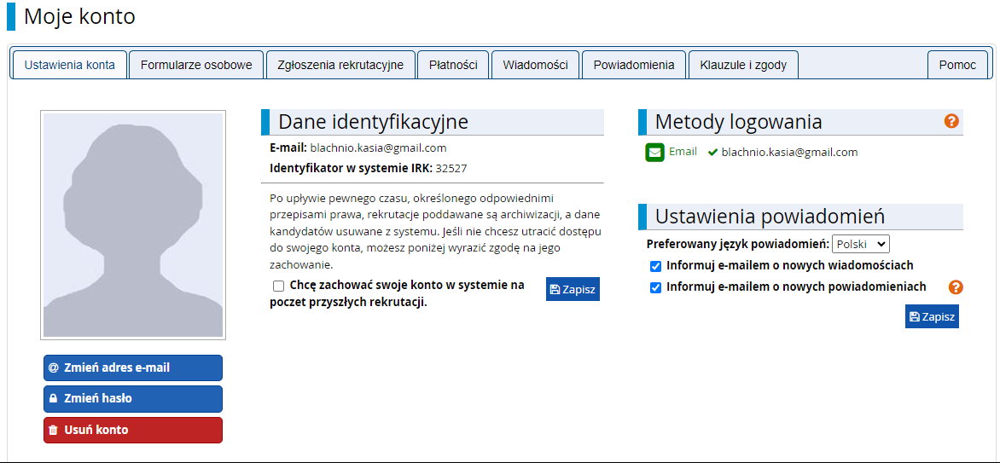 Moje konto
Ustawienia konta
Formularze osobowe
Zgłoszenia rekrutacyjne
Płatności
Wiadomości
Powiadomienia
Klauzule i zgody
Pomoc
Zmień adres e-mail
Zmień hasło
Usuń konto
Dane identyfikacyjne
E-mail: blachnio.kasia@gmail.com
Identyfikator w systemie IRK: 32527
Po upływie pewnego czasu, określonego odpowiednimi
przepisami prawa, rekrutacje poddawane są archiwizacji, a dane
kandydatów usuwane z systemu. Jeśli nie chcesz utracić dostępu
do swojego konta, możesz poniżej wyrazić zgodę na jego
zachowanie.
Chcę zachować swoje konto w systemie na
poczet przyszłych rekrutacji.
Zapisz
Metody logowania
Email blachnio.kasia@gmail.com
Ustawienia powiadomień
Preferowany język powiadomień: Polski
Informuj e-mailem o nowych wiadomościach
Informuj e-mailem o nowych powiadomieniach
Zapisz